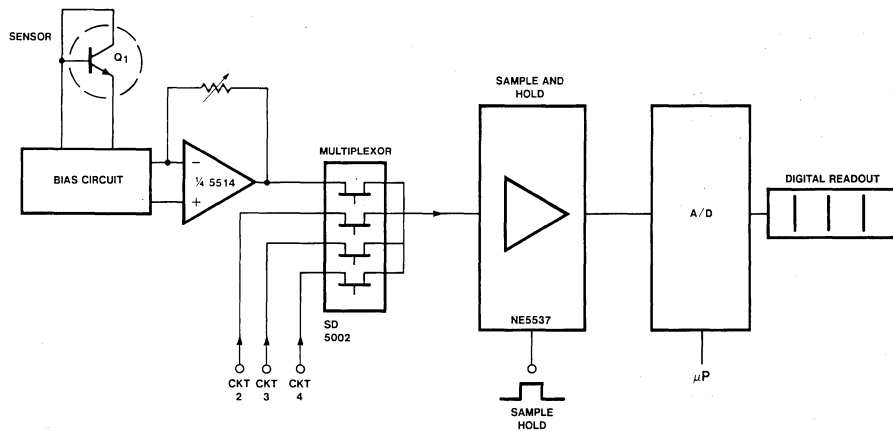 SENSOR
Q1
BIAS CIRCUIT
−
¼ 5514
+
MULTIPLEXOR
SD
5002
CKT
2
CKT
3
CKT
4
SAMPLE AND
HOLD
NE5537
SAMPLE
HOLD
A/D
μP
DIGITAL READOUT